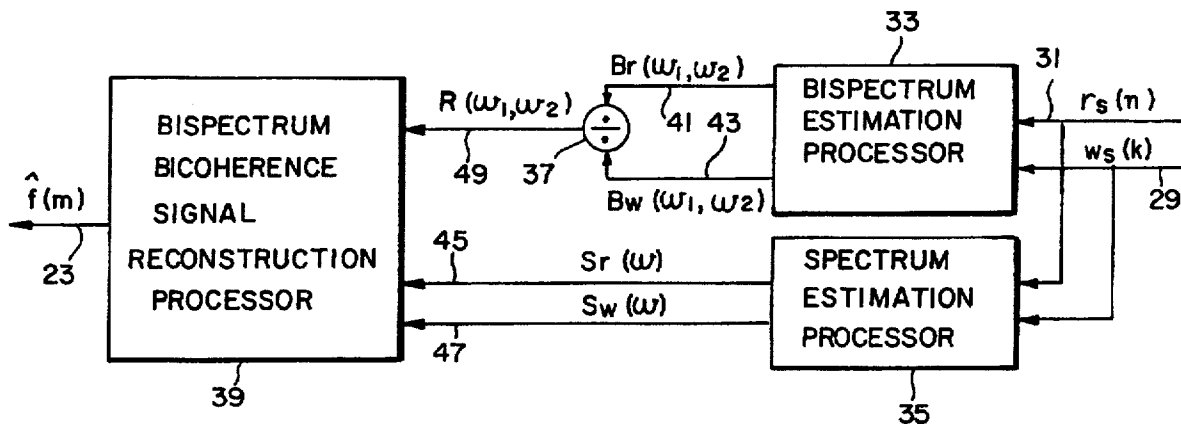 33
31
Br(ω₁,ω₂)
BISPECTRUM
ESTIMATION
PROCESSOR
rs(n)
ws(k)
29
41
43
R(ω₁,ω₂)
÷
49
37
Bw(ω₁,ω₂)
BISPECTRUM
BICOHERENCE
SIGNAL
RECONSTRUCTION
PROCESSOR
f̂(m)
23
45
Sr(ω)
Sw(ω)
47
SPECTRUM
ESTIMATION
PROCESSOR
39
35